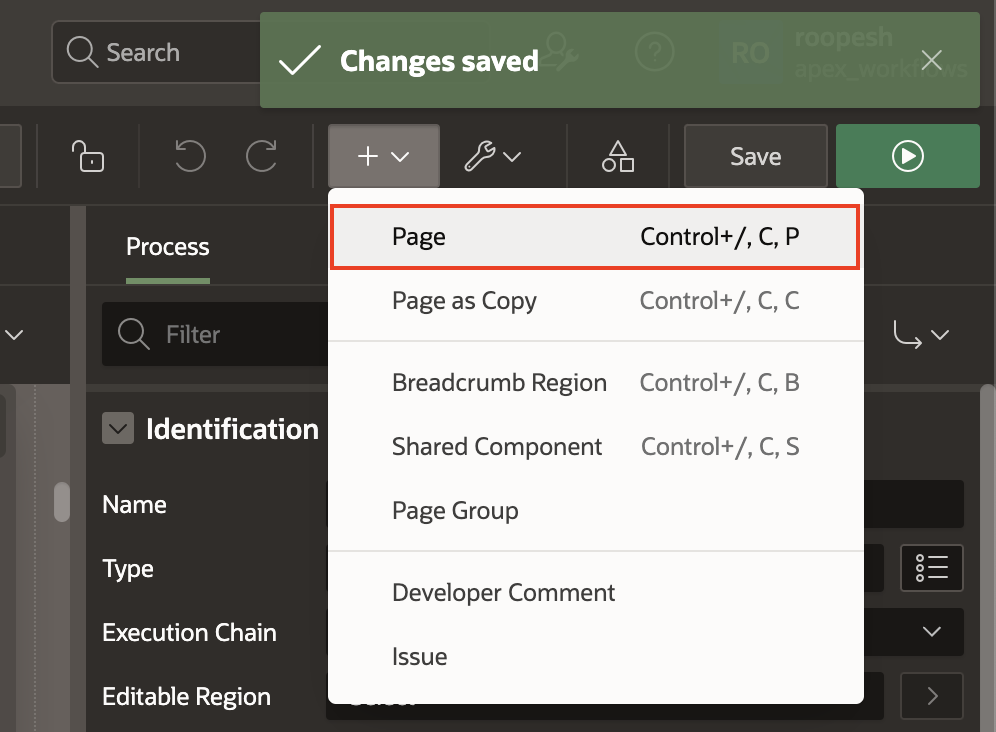 Search
Changes saved
RO
roopesh
apex_workflows
Save
Process
Page Control+/, C, P
Page as Copy Control+/, C, C
Filter
Breadcrumb Region Control+/, C, B
Identification
Shared Component Control+/, C, S
Name
Page Group
Type
Developer Comment
Execution Chain
Issue
Editable Region